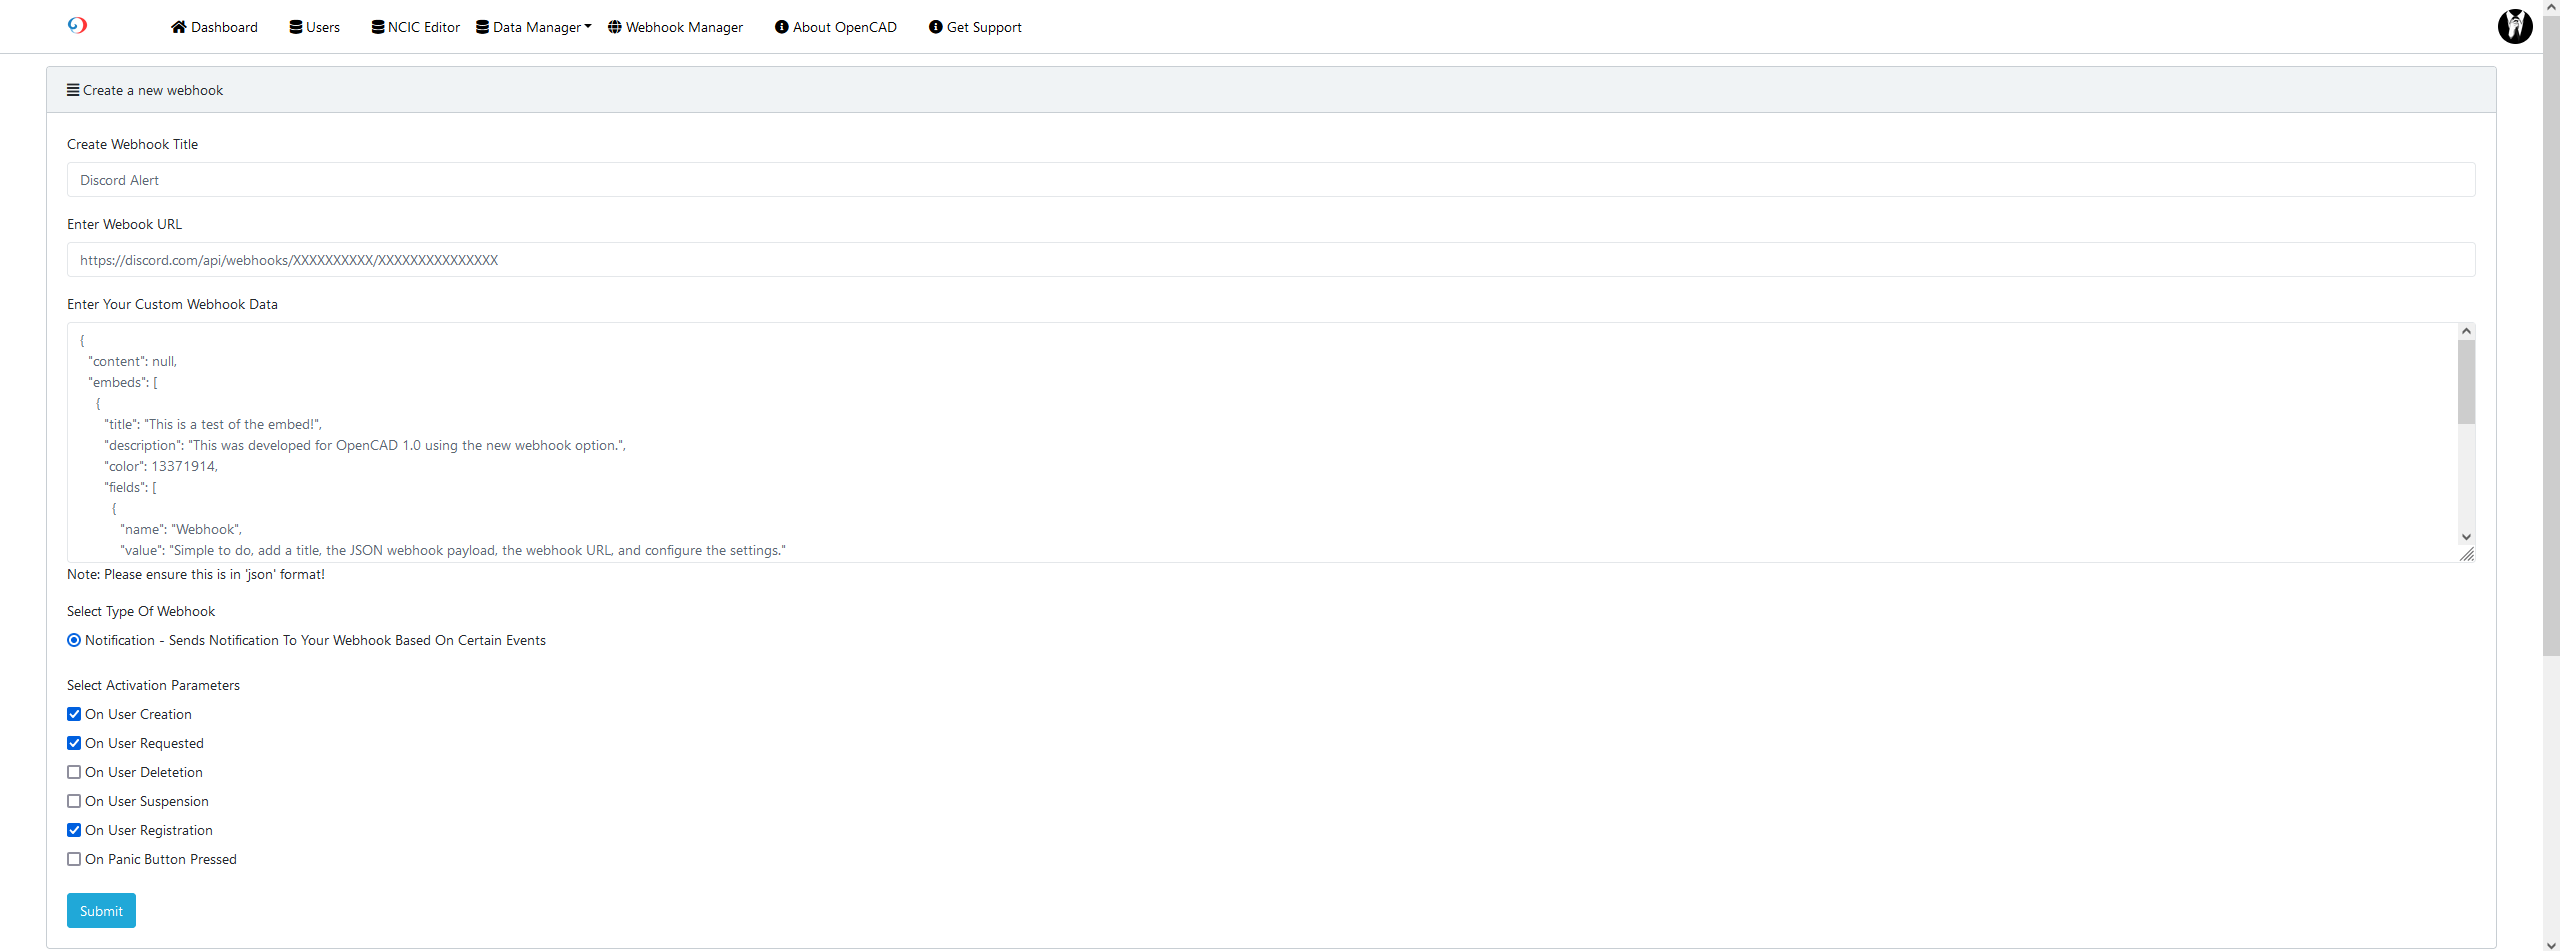 Dashboard Users NCIC Editor Data Manager Webhook Manager About OpenCAD Get Support
Create a new webhook
Create Webhook Title
Discord Alert
Enter Webook URL
https://discord.com/api/webhooks/XXXXXXXXXX/XXXXXXXXXXXXXXX
Enter Your Custom Webhook Data
{
"content": null,
"embeds": [
{
"title": "This is a test of the embed!",
"description": "This was developed for OpenCAD 1.0 using the new webhook option.",
"color": 13371914,
"fields": [
{
"name": "Webhook",
"value": "Simple to do, add a title, the JSON webhook payload, the webhook URL, and configure the settings."
Note: Please ensure this is in 'json' format!
Select Type Of Webhook
Notification - Sends Notification To Your Webhook Based On Certain Events
Select Activation Parameters
On User Creation
On User Requested
On User Deletetion
On User Suspension
On User Registration
On Panic Button Pressed
Submit